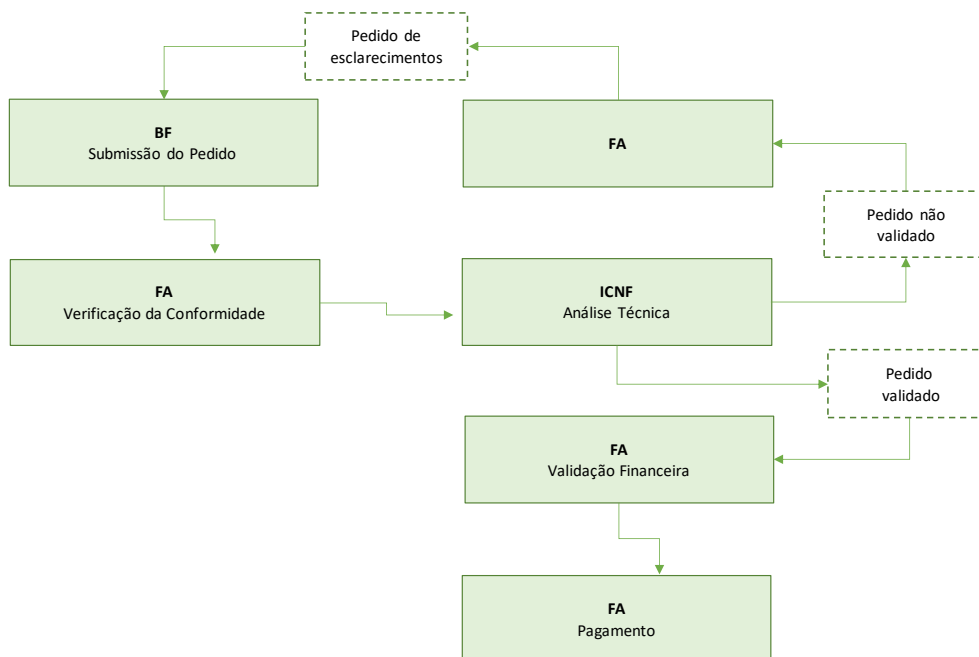 Pedido de
esclarecimentos
BF
Submissão do Pedido
FA
Pedido não
validado
FA
Verificação da Conformidade
ICNF
Análise Técnica
Pedido
validado
FA
Validação Financeira
FA
Pagamento